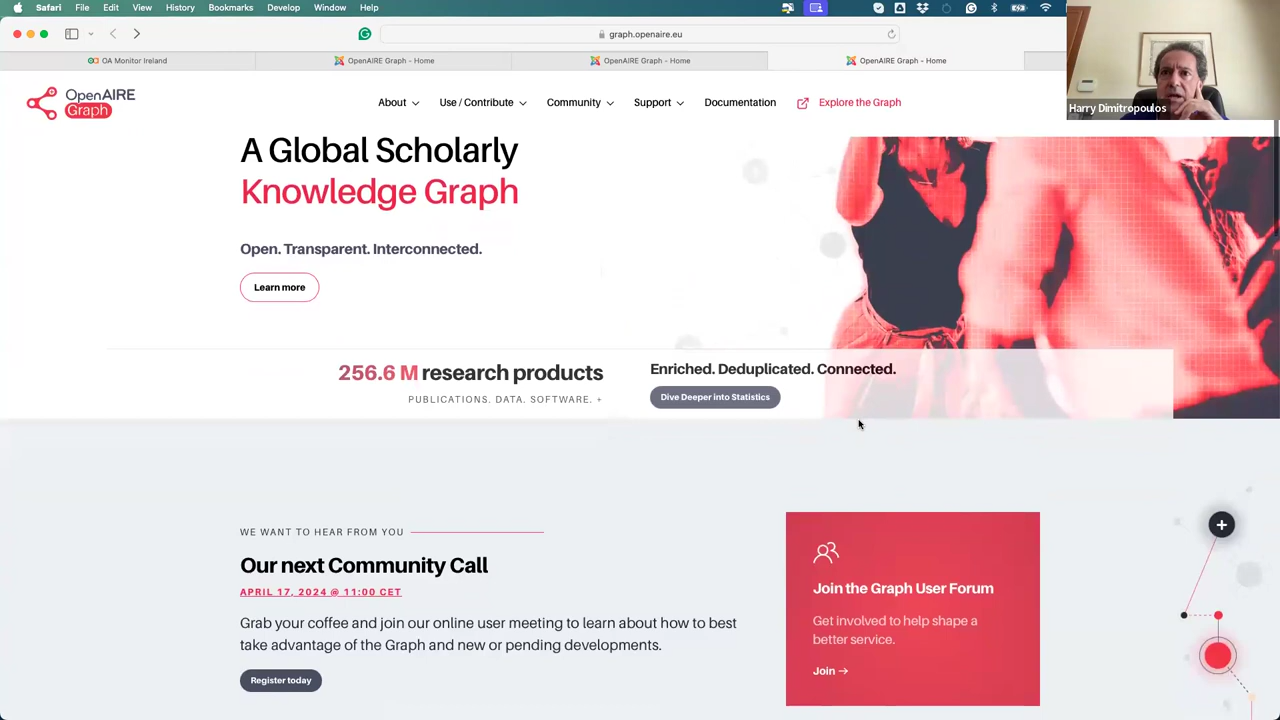 Safari File Edit View History Bookmarks Window Help
graph.openaire.eu
OA Monitor Ireland
OpenAIRE Graph – Home
OpenAIRE Graph – Home
OpenAIRE Graph – Home
Harry Dimitropoulos
OpenAIRE
Graph
About
Use / Contribute
Community
Support
Documentation
Explore the Graph
A Global Scholarly
Knowledge Graph
Open. Transparent. Interconnected.
Learn more
256.6 M research products
PUBLICATIONS. DATA. SOFTWARE. +
Enriched. Deduplicated. Connected.
Dive Deeper into Statistics
WE WANT TO HEAR FROM YOU
Our next Community Call
APRIL 17, 2024 @ 11:00 CET
Grab your coffee and join our online user meeting to learn about how to best
take advantage of the Graph and new or pending developments.
Register today
Join the Graph User Forum
Get involved to help shape a
better service.
Join →